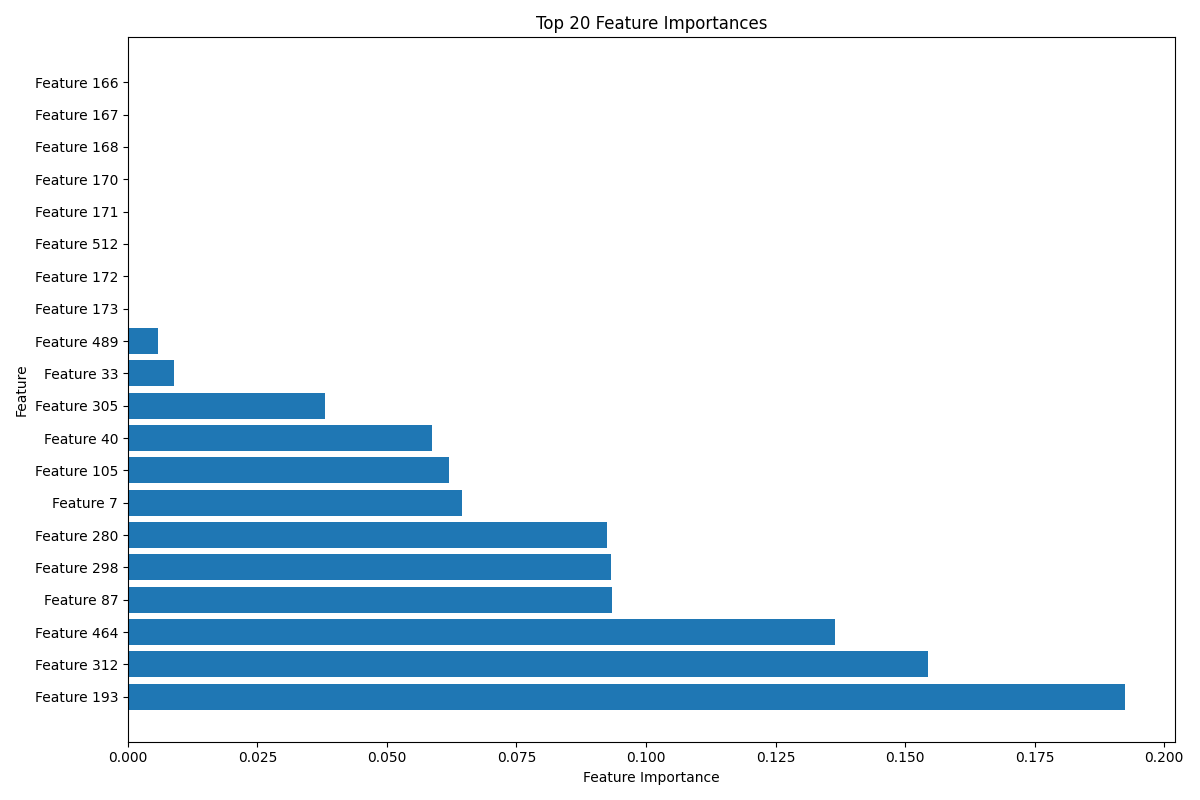 Top 20 Feature Importances
Feature 166
Feature 167
Feature 168
Feature 170
Feature 171
Feature 512
Feature 172
Feature 173
Feature 489
Feature 33
Feature 305
Feature 40
Feature 105
Feature 7
Feature 280
Feature 298
Feature 87
Feature 464
Feature 312
Feature 193
Feature
0.000 0.025 0.050 0.075 0.100 0.125 0.150 0.175 0.200
Feature Importance